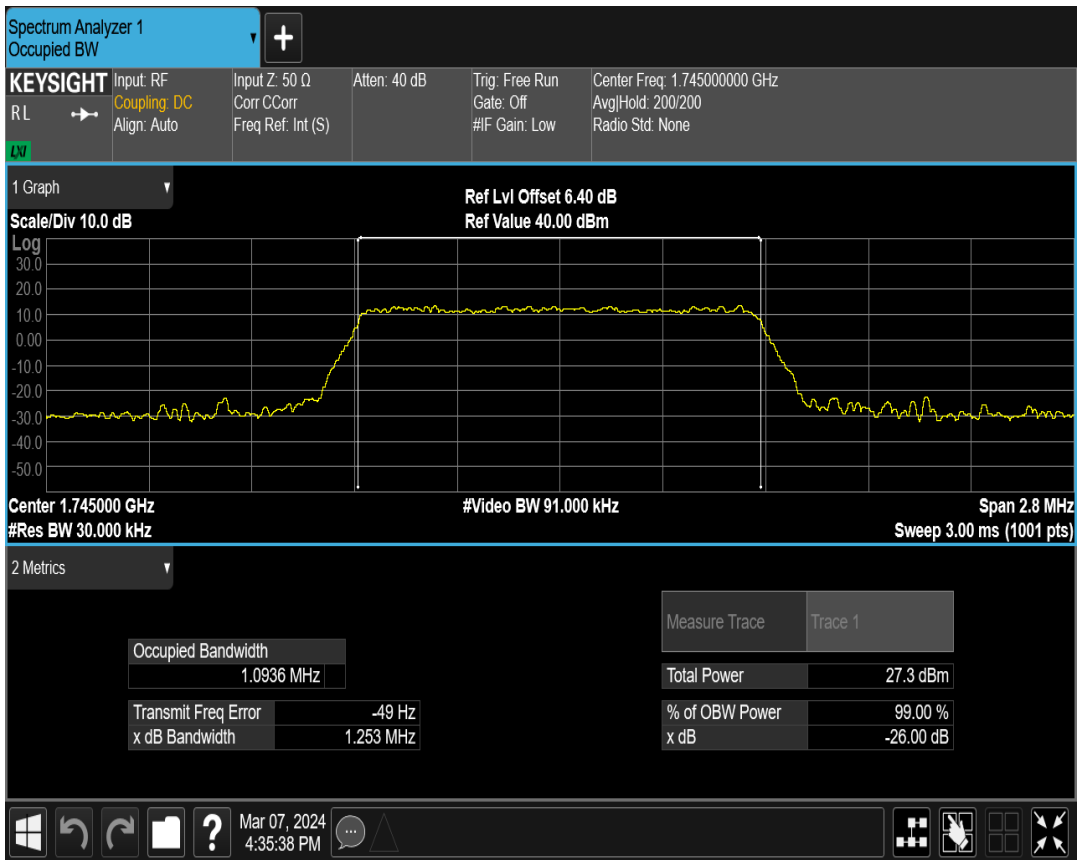 Spectrum Analyzer 1
Occupied BW
▼
+
KEYSIGHT
RL
LXI
Input: RF
Coupling: DC
Align: Auto
Input Z: 50 Ω
Corr CCorr
Freq Ref: Int (S)
Atten: 40 dB
Trig: Free Run
Gate: Off
#IF Gain: Low
Center Freq: 1.745000000 GHz
Avg|Hold: 200/200
Radio Std: None
1 Graph ▼
Scale/Div 10.0 dB
Ref Lvl Offset 6.40 dB
Ref Value 40.00 dBm
Log
30.0
20.0
10.0
0.00
-10.0
-20.0
-30.0
-40.0
-50.0
Center 1.745000 GHz
#Video BW 91.000 kHz
Span 2.8 MHz
#Res BW 30.000 kHz
Sweep 3.00 ms (1001 pts)
2 Metrics ▼
Measure Trace Trace 1
Occupied Bandwidth
1.0936 MHz
Total Power 27.3 dBm
Transmit Freq Error -49 Hz
% of OBW Power 99.00 %
x dB Bandwidth 1.253 MHz
x dB -26.00 dB
?
Mar 07, 2024
4:35:38 PM